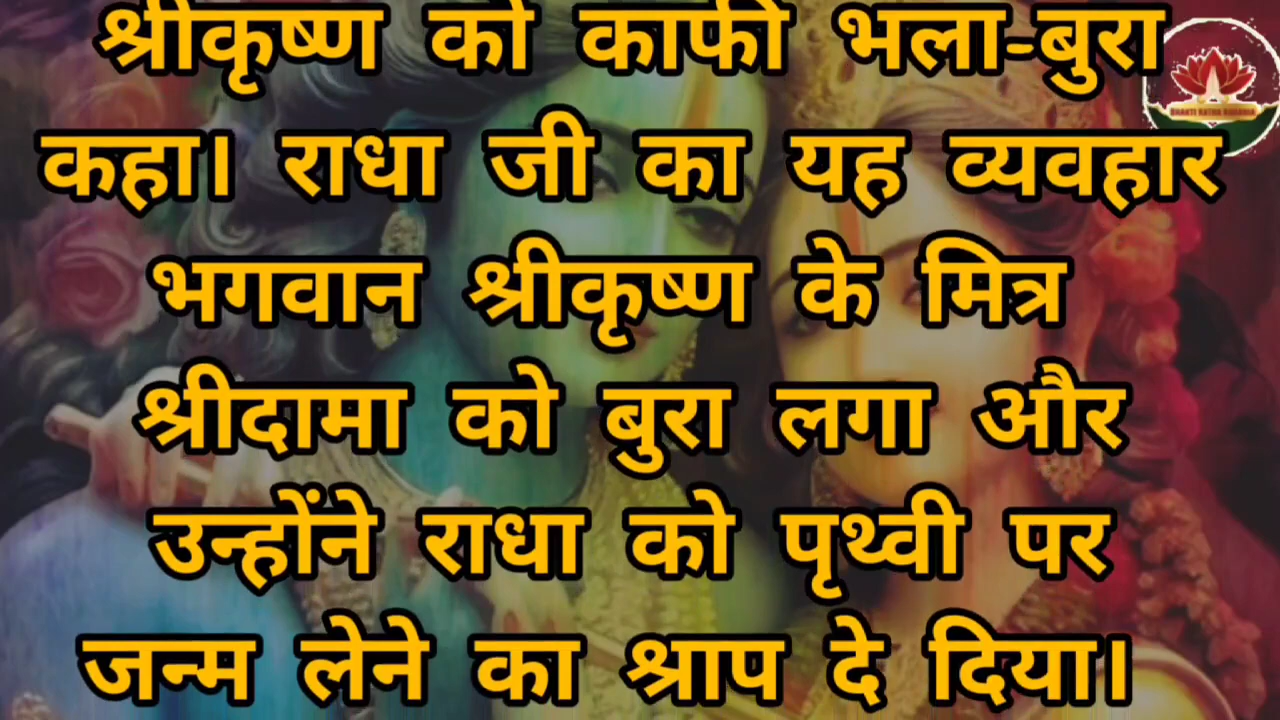 श्रीकृष्ण को काफी भला-बुरा
कहा। राधा जी का यह व्यवहार
भगवान श्रीकृष्ण के मित्र
श्रीदामा को बुरा लगा और
उन्होंने राधा को पृथ्वी पर
जन्म लेने का श्राप दे दिया।